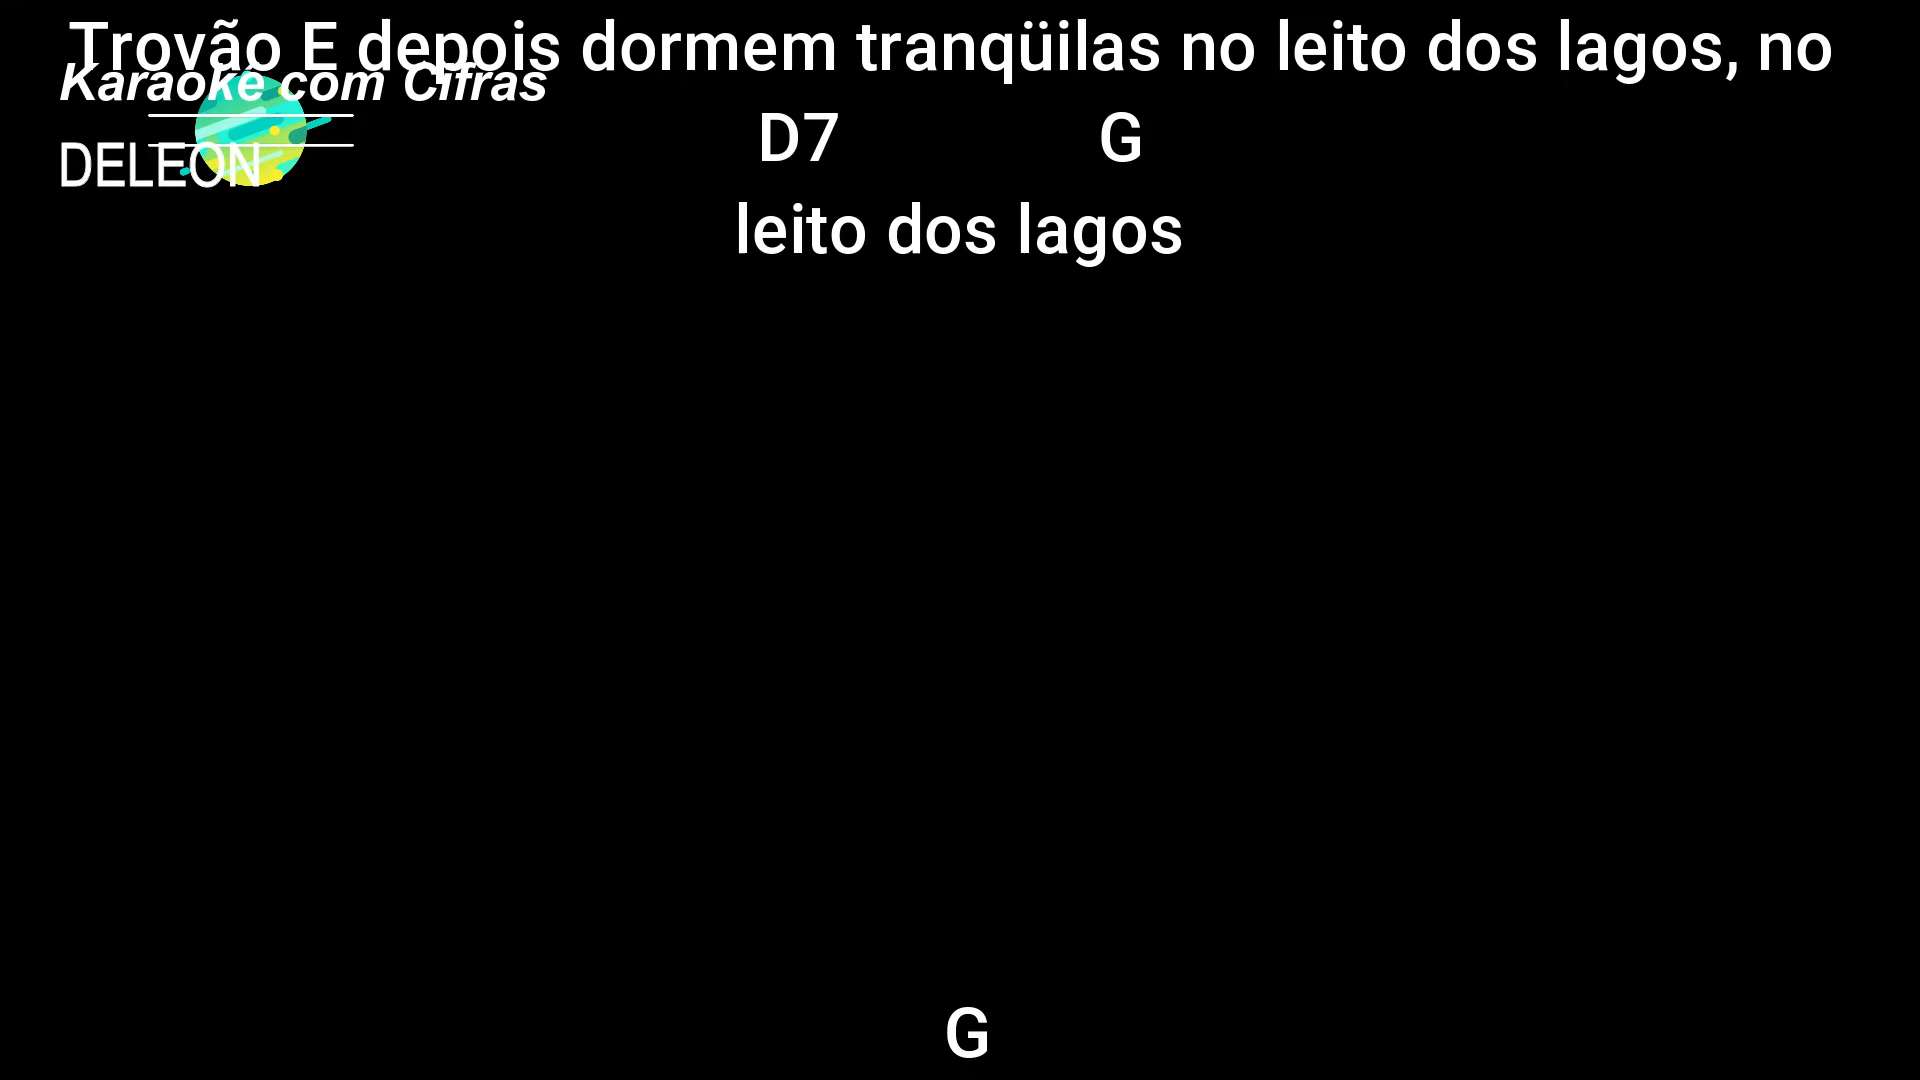 Trovão E depois dormem tranqüilas no leito dos lagos, no
Karaokê com Cifras
D7 G
DELEON
leito dos lagos
G